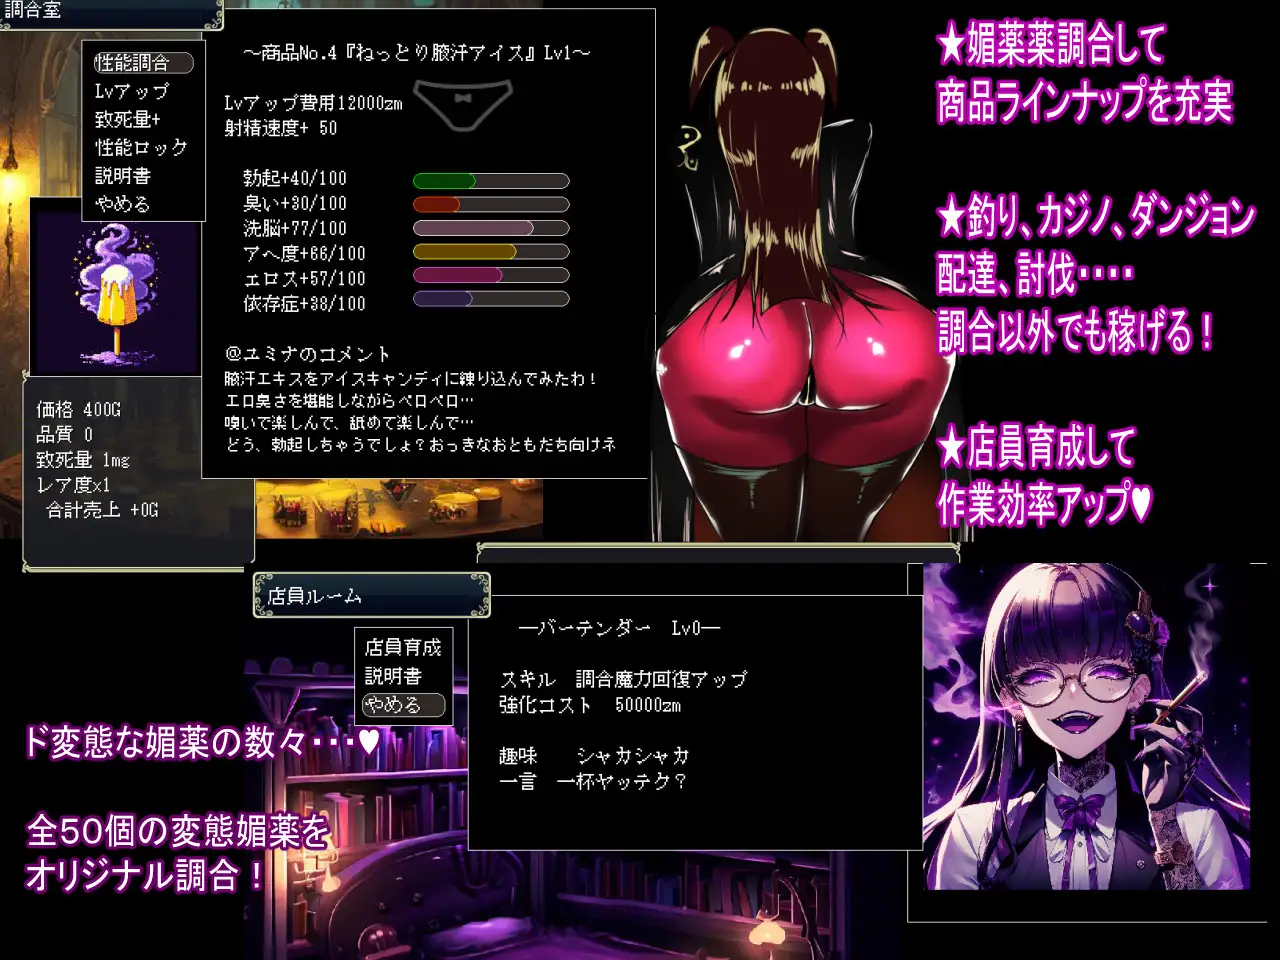 調合室
性能調合
Lvアップ
致死量+
性能ロック
説明書
やめる
～商品No.4『ねっとり腋汗アイス』Lv1～
Lvアップ費用12000zm
射精速度+ 50
勃起+40/100
臭い+30/100
洗脳+77/100
アヘ度+66/100
エロス+57/100
依存症+38/100
@ユミナのコメント
腋汗エキスをアイスキャンディに練り込んでみたわ！
エロ臭さを堪能しながらペロペロ…
嗅いで楽しんで、舐めて楽しんで…
どう、勃起しちゃうでしょ？おっきなおともだち向けネ
価格 400G
品質 0
致死量 1mg
レア度x1
合計売上 +0G
★媚薬薬調合して
商品ラインナップを充実
★釣り、カジノ、ダンジョン
配達、討伐‥‥
調合以外でも稼げる！
★店員育成して
作業効率アップ♥
店員ルーム
店員育成
説明書
やめる
―バーテンダー Lv0―
スキル 調合魔力回復アップ
強化コスト 50000zm
趣味 シャカシャカ
一言 一杯ヤッテク？
ド変態な媚薬の数々･･･♥
全50個の変態媚薬を
オリジナル調合！